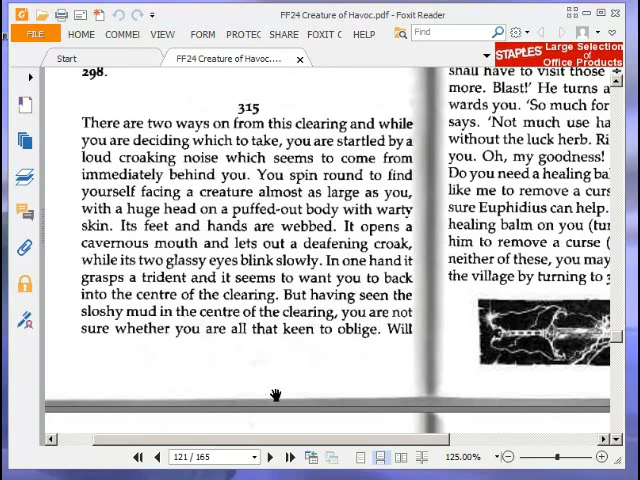 FF24 Creature of Havoc.pdf - Foxit Reader
FILE
HOME
COMMEI
VIEW
FORM
PROTEC
SHARE
FOXIT C
HELP
Find
Start
FF24 Creature of Havoc....
STAPLES Large Selection
of
Office Products
298.
315
There are two ways on from this clearing and while
you are deciding which to take, you are startled by a
loud croaking noise which seems to come from
immediately behind you. You spin round to find
yourself facing a creature almost as large as you,
with a huge head on a puffed-out body with warty
skin. Its feet and hands are webbed. It opens a
cavernous mouth and lets out a deafening croak,
while its two glassy eyes blink slowly. In one hand it
grasps a trident and it seems to want you to back
into the centre of the clearing. But having seen the
sloshy mud in the centre of the clearing, you are not
sure whether you are all that keen to oblige. Will
shall have to visit those
more. Blast!' He turns a
wards you. 'So much for
says. 'Not much use ha
without the luck herb. Ri
you. Oh, my goodness!
Do you need a healing ba
like me to remove a curs
sure Euphidius can help.
healing balm on you (tur
him to remove a curse (
neither of these, you may
the village by turning to 3
121 / 165
125.00%